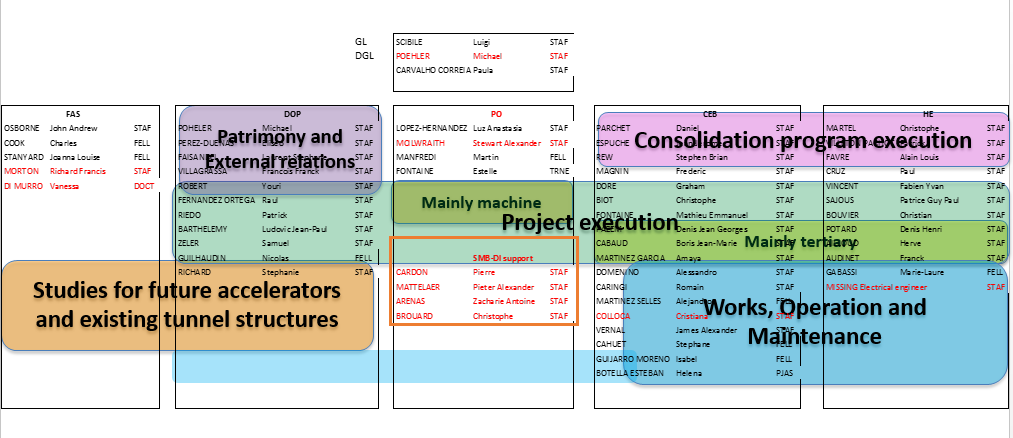 GL SCIBILE Luigi STAF
DGL POEHLER Michael STAF
CARVALHO CORREIA Paula STAF
FAS
OSBORNE John Andrew STAF
COOK Charles FELL
STANYARD Joanna Louise FELL
MORTON Richard Francis STAF
DI MURRO Vanessa DOCT
Studies for future accelerators
and existing tunnel structures
DOP
Patrimony and
External relations
POHELER Michael STAF
PEREZ-DUENAS Eliseo STAF
FAISANDEL STAF
VILLAGRASSA Francois Franck STAF
ROBERT Youri STAF
FERNANDEZ ORTEGA Raul STAF
RIEDO Patrick STAF
BARTHELEMY Ludovic Jean-Paul STAF
ZELER Samuel STAF
GUILHAUDIN Nicolas FELL
RICHARD Stephanie STAF
PO
LOPEZ-HERNANDEZ Luz Anastasia STAF
MOLWRAITH Stewart Alexander STAF
MANFREDI Martin FELL
FONTAINE Estelle TRNE
Mainly machine
Project execution
SMB-DI support
CARDON Pierre STAF
MATTELAER Pieter Alexander STAF
ARENAS Zacharie Antoine STAF
BROUARD Christophe STAF
CEB
Consolidation program execution
PARCHET Daniel STAF
ESPUCHE STAF
REW Stephen Brian STAF
MAGNIN Frederic STAF
DORE Graham STAF
BIOT Christophe STAF
FONTAINE Mathieu Emmanuel STAF
Denis Jean Georges STAF
CABAUD Boris Jean-Marie STAF
MARTINEZ GARCIA Amaya STAF
DOMENINO Alessandro STAF
CARINGI Romain STAF
MARTINEZ SELLES Alejandro FELL
COLLOCA Cristiana STAF
VERNAL James Alexander STAF
CAHUET Stephane FELL
GUIJARRO MORENO Isabel FELL
BOTELLA ESTEBAN Helena PJAS
HE
MARTEL Christophe STAF
STAF
FAVRE Alain Louis STAF
CRUZ Paul STAF
VINCENT Fabien Yvan STAF
SAJOUS Patrice Guy Paul STAF
BOUVIER Christian STAF
POTARD Denis Henri STAF
Herve STAF
AUDINET Franck STAF
GABASSI Marie-Laure FELL
MISSING Electrical engineer STAF
Mainly tertiary
Works, Operation and
Maintenance